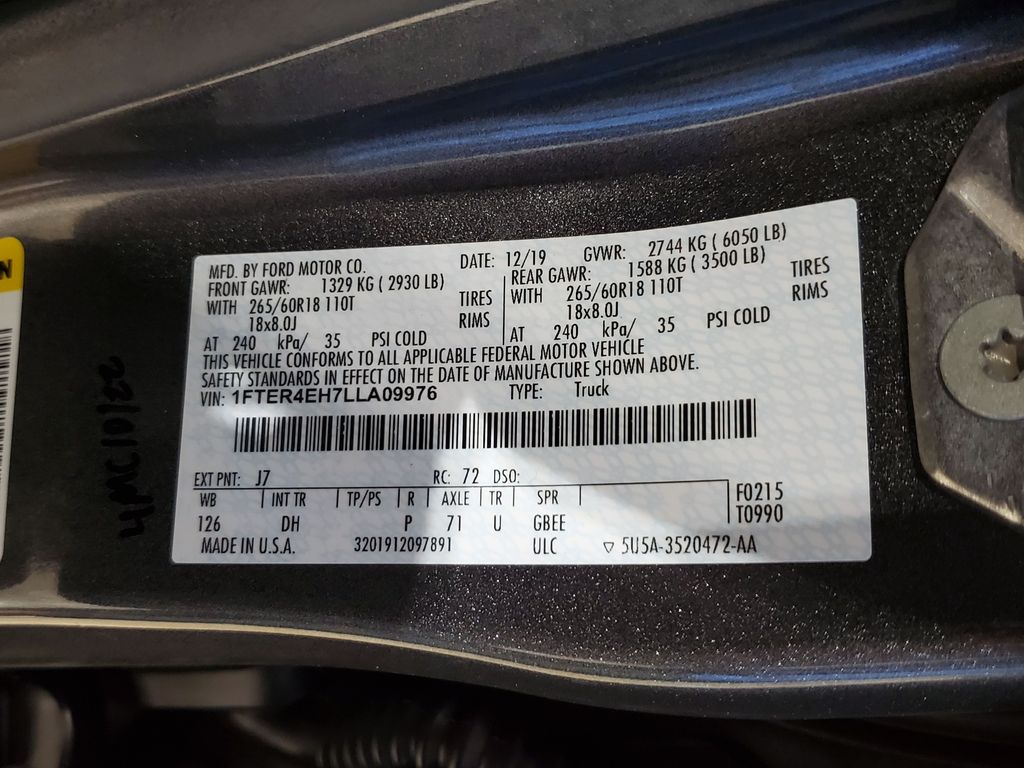 MFD. BY FORD MOTOR CO. DATE: 12/19 GVWR: 2744 KG ( 6050 LB)
FRONT GAWR: 1329 KG ( 2930 LB) REAR GAWR: 1588 KG ( 3500 LB)
WITH 265/60R18 110T TIRES WITH 265/60R18 110T TIRES
18x8.0J RIMS 18x8.0J RIMS
AT 240 kPa/ 35 PSI COLD AT 240 kPa/ 35 PSI COLD
THIS VEHICLE CONFORMS TO ALL APPLICABLE FEDERAL MOTOR VEHICLE
SAFETY STANDARDS IN EFFECT ON THE DATE OF MANUFACTURE SHOWN ABOVE.
VIN: 1FTER4EH7LLA09976 TYPE: Truck
EXT PNT: J7 RC: 72 DSO:
WB INT TR TP/PS R AXLE TR SPR F0215
126 DH P 71 U GBEE T0990
MADE IN U.S.A. 3201912097891 ULC ▽ 5U5A-3520472-AA